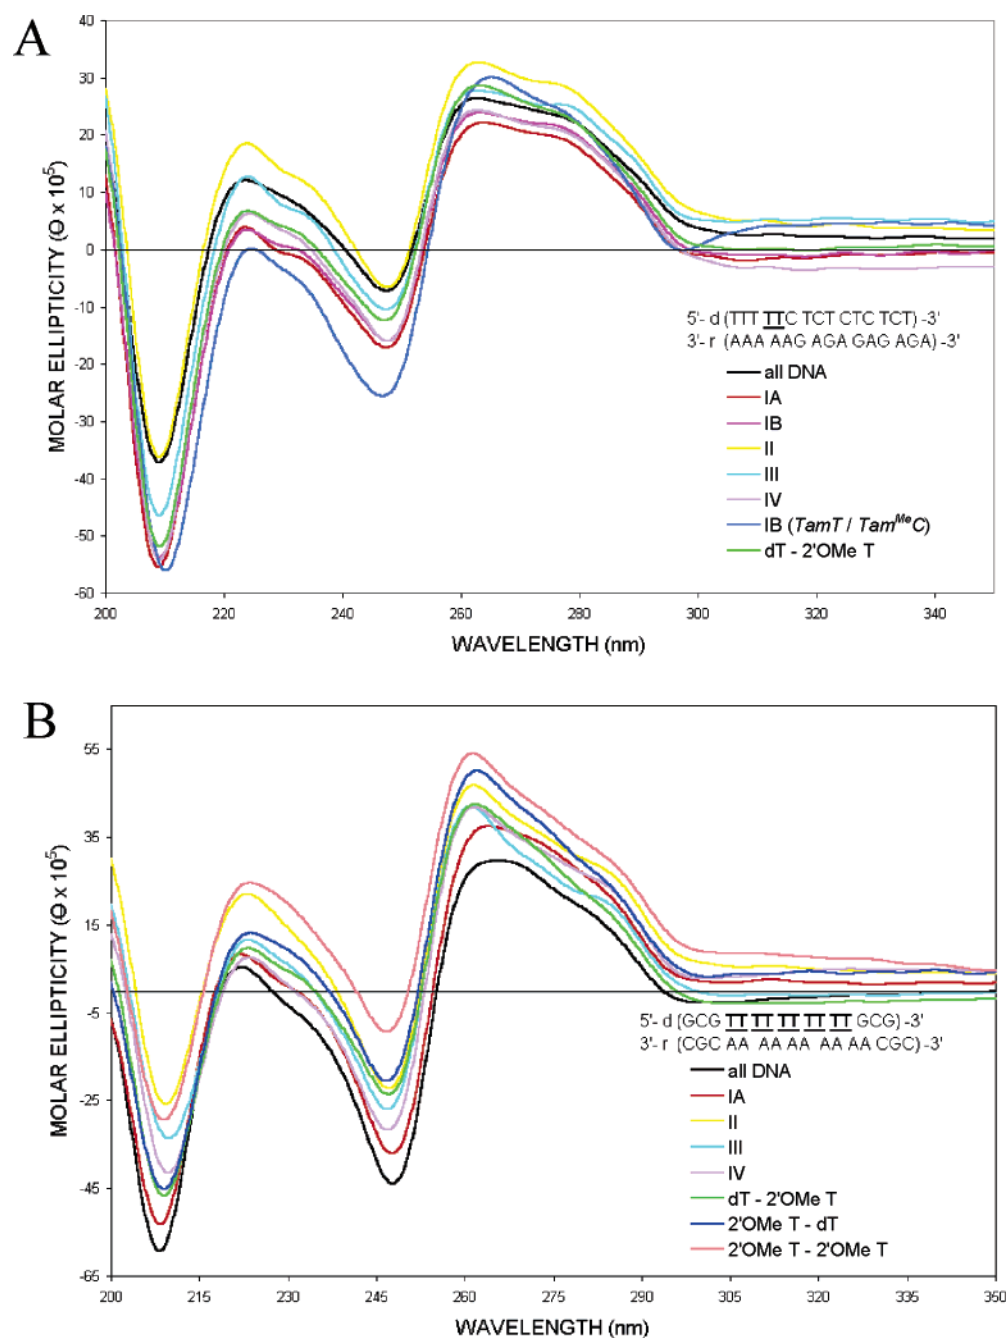 A
40
30
20
10
0
-10
-20
-30
-40
-50
-60
MOLAR ELLIPTICITY (Θ x 10⁵)
200 220 240 260 280 300 320 340
WAVELENGTH (nm)
5'- d (TTT TTC TCT CTC TCT) -3'
3'- r (AAA AAG AGA GAG AGA) -3'
all DNA
IA
IB
II
III
IV
IB (TamT / TamᴹᵉC)
dT - 2'OMe T
B
55
35
15
-5
-25
-45
-65
MOLAR ELLIPTICITY (Θ x 10⁵)
200 215 230 245 260 275 290 305 320 335 350
WAVELENGTH (nm)
5'- d (GCG TT TT TT TT TT GCG) -3'
3'- r (CGC AA AA AA AA AA CGC) -3'
all DNA
IA
II
III
IV
dT - 2'OMe T
2'OMe T - dT
2'OMe T - 2'OMe T